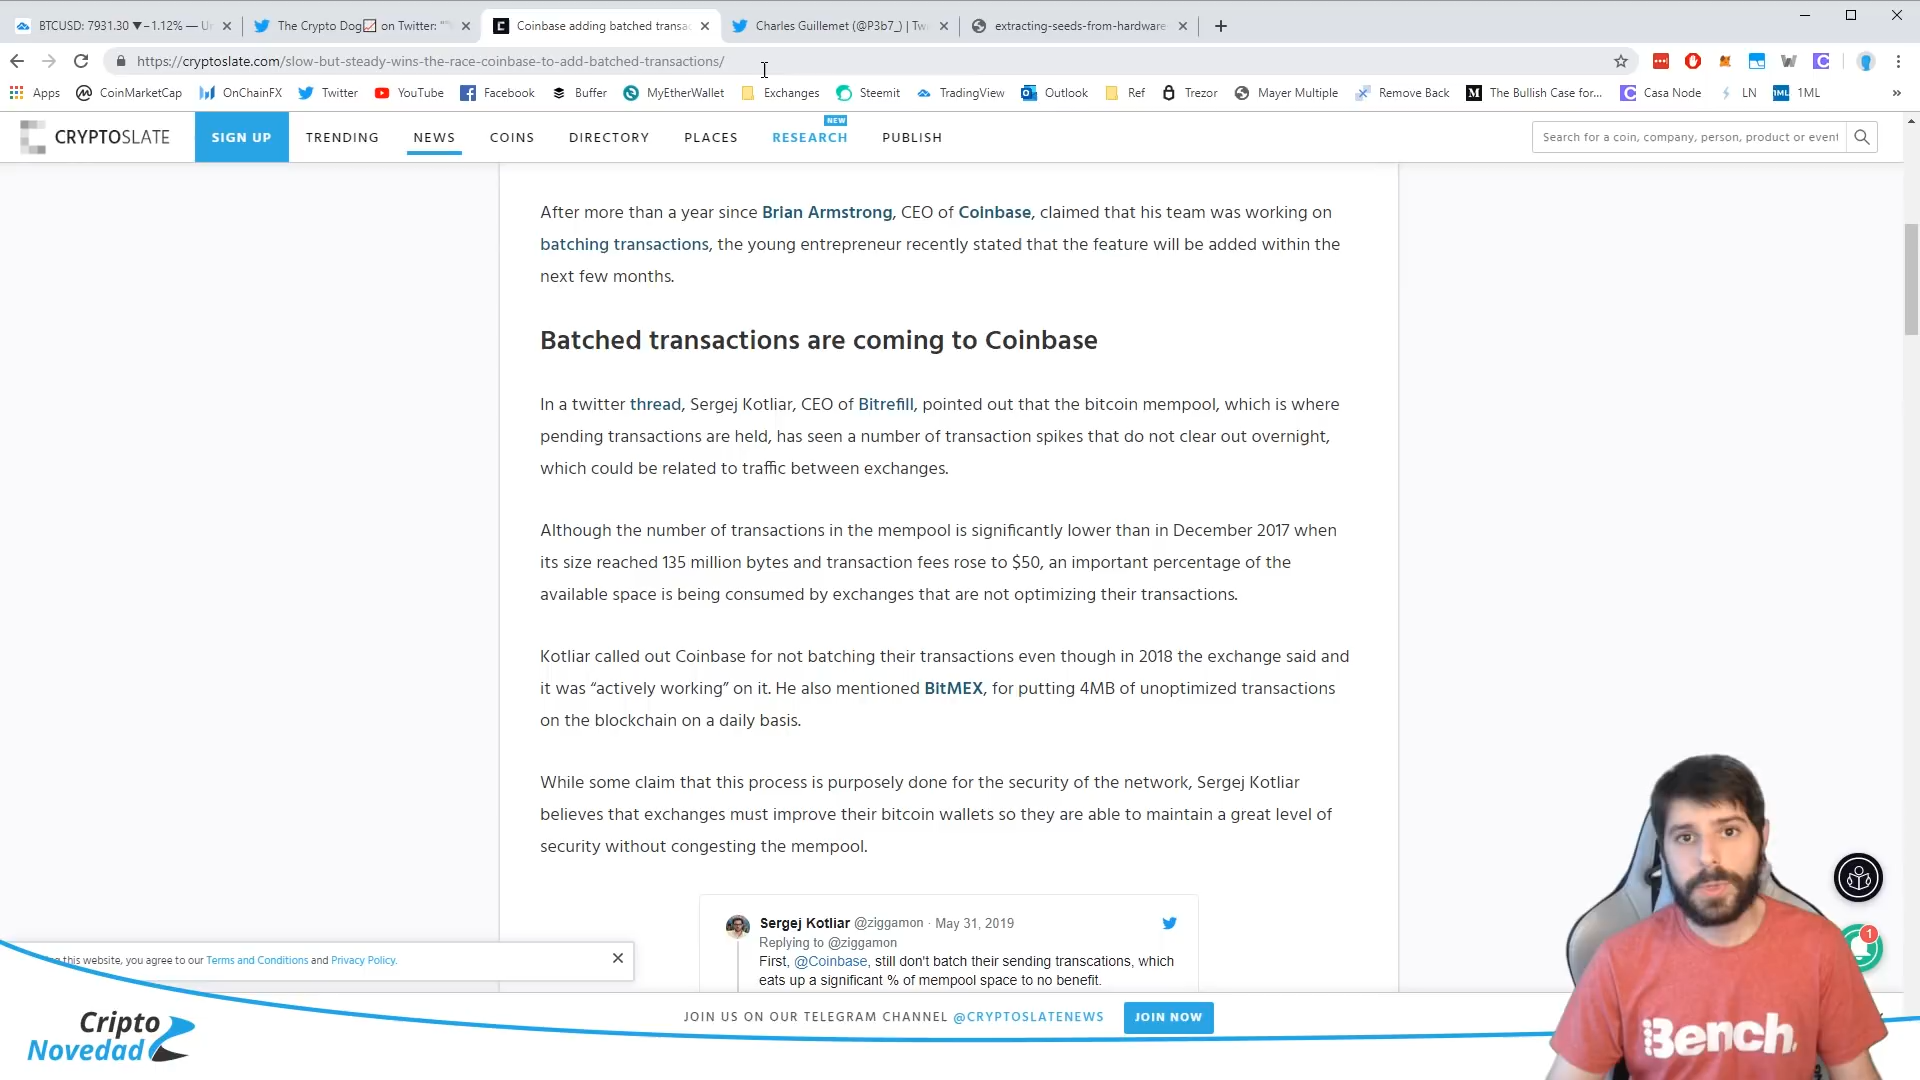 BTCUSD: 7931.30 ▼−1.12% — Un
The Crypto Dog📈 on Twitter: "
Coinbase adding batched transac
Charles Guillemet (@P3b7_) | Tw
extracting-seeds-from-hardware-
https://cryptoslate.com/slow-but-steady-wins-the-race-coinbase-to-add-batched-transactions/
Apps CoinMarketCap OnChainFX Twitter YouTube Facebook Buffer MyEtherWallet Exchanges Steemit TradingView Outlook Ref Trezor Mayer Multiple Remove Back The Bullish Case for... Casa Node LN 1ML 1ML »
CRYPTOSLATE SIGN UP TRENDING NEWS COINS DIRECTORY PLACES RESEARCH NEW PUBLISH
Search for a coin, company, person, product or event
After more than a year since Brian Armstrong, CEO of Coinbase, claimed that his team was working on
batching transactions, the young entrepreneur recently stated that the feature will be added within the
next few months.
Batched transactions are coming to Coinbase
In a twitter thread, Sergej Kotliar, CEO of Bitrefill, pointed out that the bitcoin mempool, which is where
pending transactions are held, has seen a number of transaction spikes that do not clear out overnight,
which could be related to traffic between exchanges.
Although the number of transactions in the mempool is significantly lower than in December 2017 when
its size reached 135 million bytes and transaction fees rose to $50, an important percentage of the
available space is being consumed by exchanges that are not optimizing their transactions.
Kotliar called out Coinbase for not batching their transactions even though in 2018 the exchange said and
it was “actively working” on it. He also mentioned BitMEX, for putting 4MB of unoptimized transactions
on the blockchain on a daily basis.
While some claim that this process is purposely done for the security of the network, Sergej Kotliar
believes that exchanges must improve their bitcoin wallets so they are able to maintain a great level of
security without congesting the mempool.
Sergej Kotliar @ziggamon · May 31, 2019
Replying to @ziggamon
First, @Coinbase, still don't batch their sending transcations, which
eats up a significant % of mempool space to no benefit.
this website, you agree to our Terms and Conditions and Privacy Policy.
1
JOIN US ON OUR TELEGRAM CHANNEL @CRYPTOSLATENEWS JOIN NOW
Cripto
Novedad
Bench.